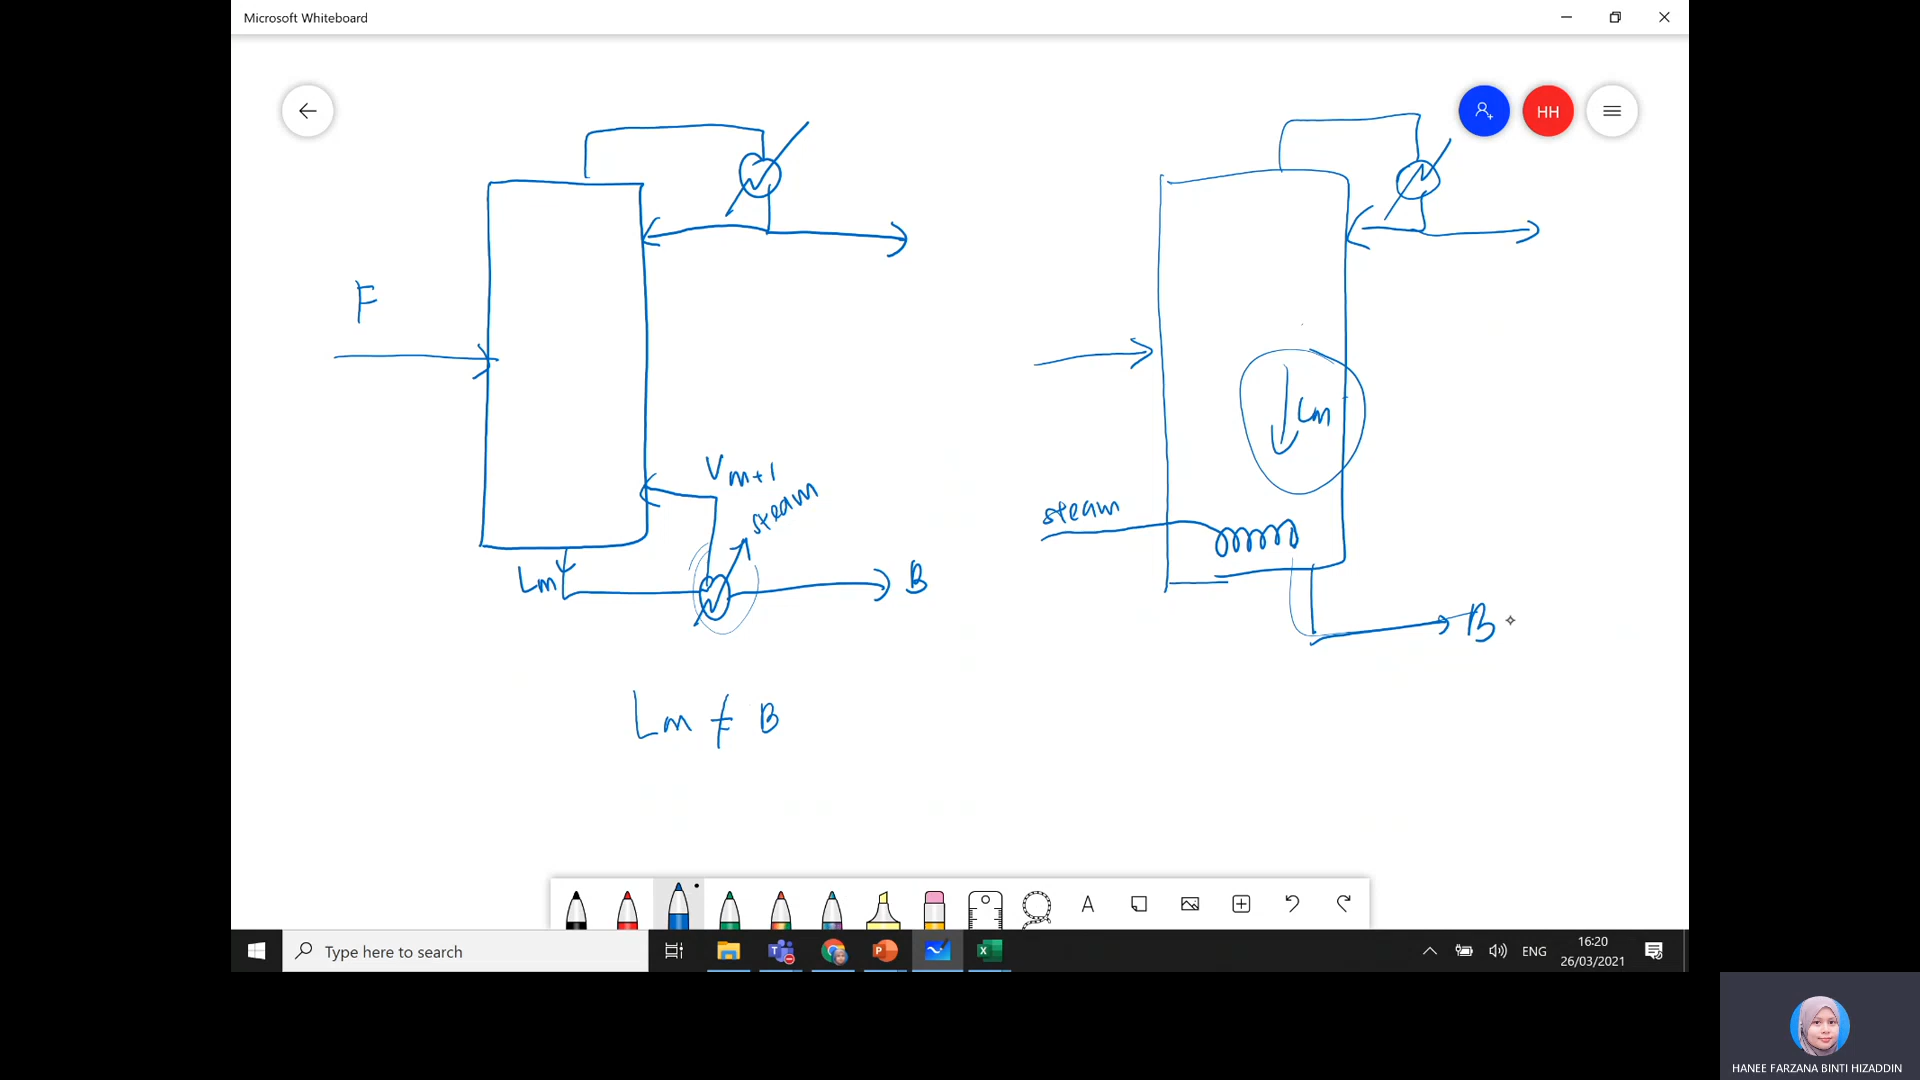 Microsoft Whiteboard
HH
F
Vm+1
steam
Lm
B
Lm ≠ B
Lm
steam
B
A
Type here to search
ENG
16:20
26/03/2021
HANEE FARZANA BINTI HIZADDIN